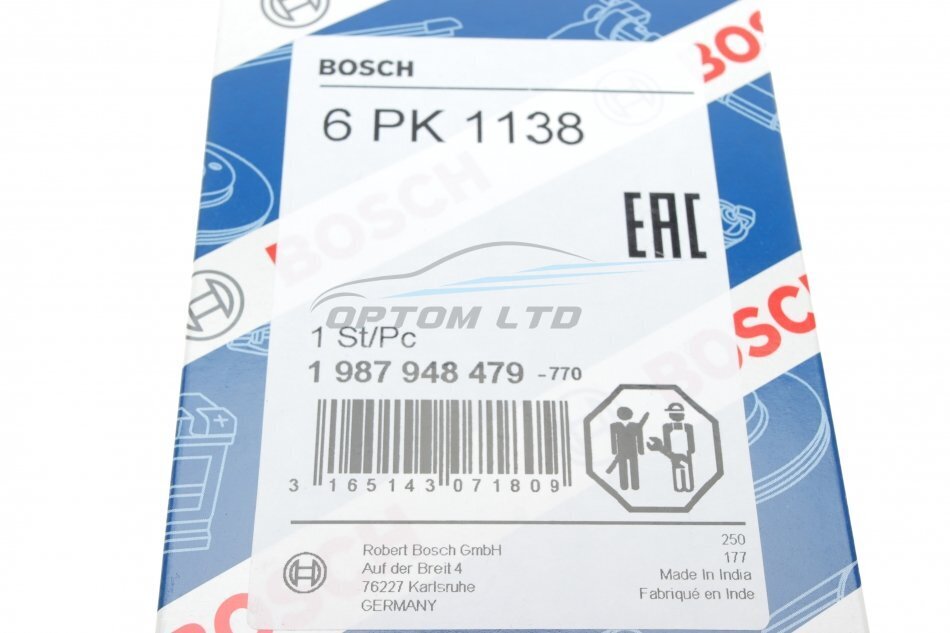 BOSCH
6 PK 1138
BOSCH
EAC
OPTOM LTD
1 St/Pc
1 987 948 479 -770
BOSCH
3 165143 071809
Robert Bosch GmbH
Auf der Breit 4
76227 Karlsruhe
GERMANY
250
177
Made In India
Fabriqué en Inde